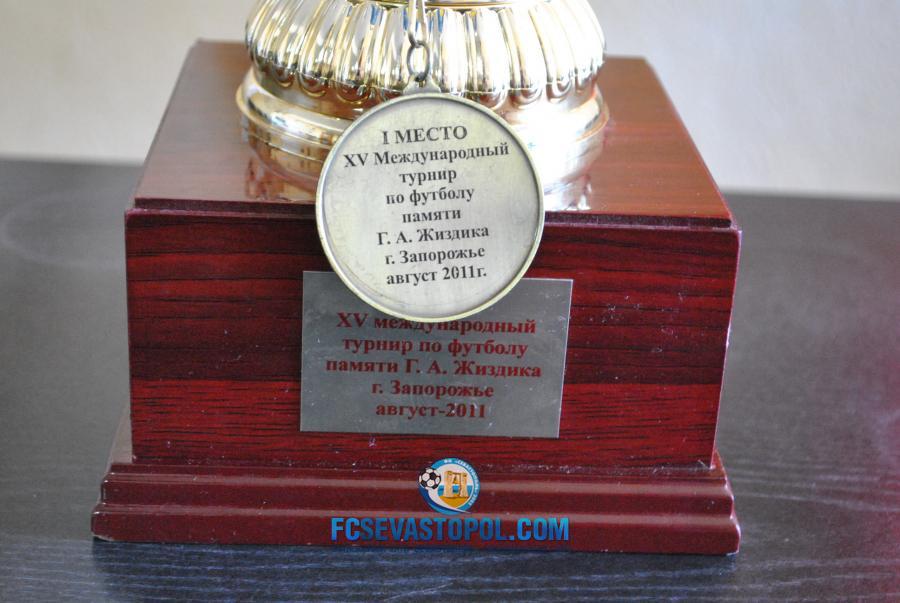 I МЕСТО
XV Международный
турнир
по футболу
памяти
Г. А. Жиздика
г. Запорожье
август 2011г.
XV международный
турнир по футболу
памяти Г. А. Жиздика
г. Запорожье
август-2011
FCSEVASTOPOL.COM